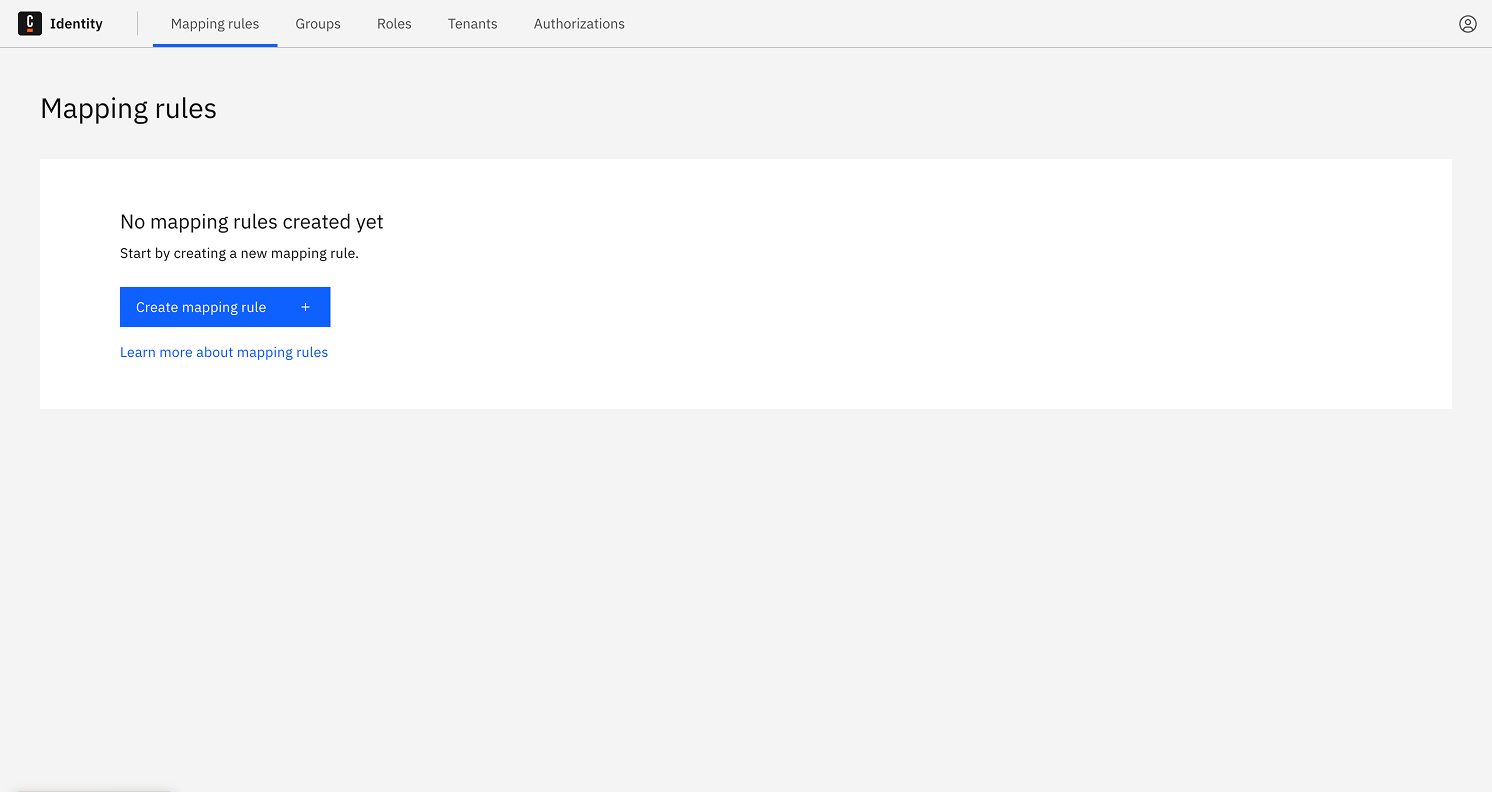 Identity
Mapping rules
Groups
Roles
Tenants
Authorizations
Mapping rules
No mapping rules created yet
Start by creating a new mapping rule.
Create mapping rule +
Learn more about mapping rules